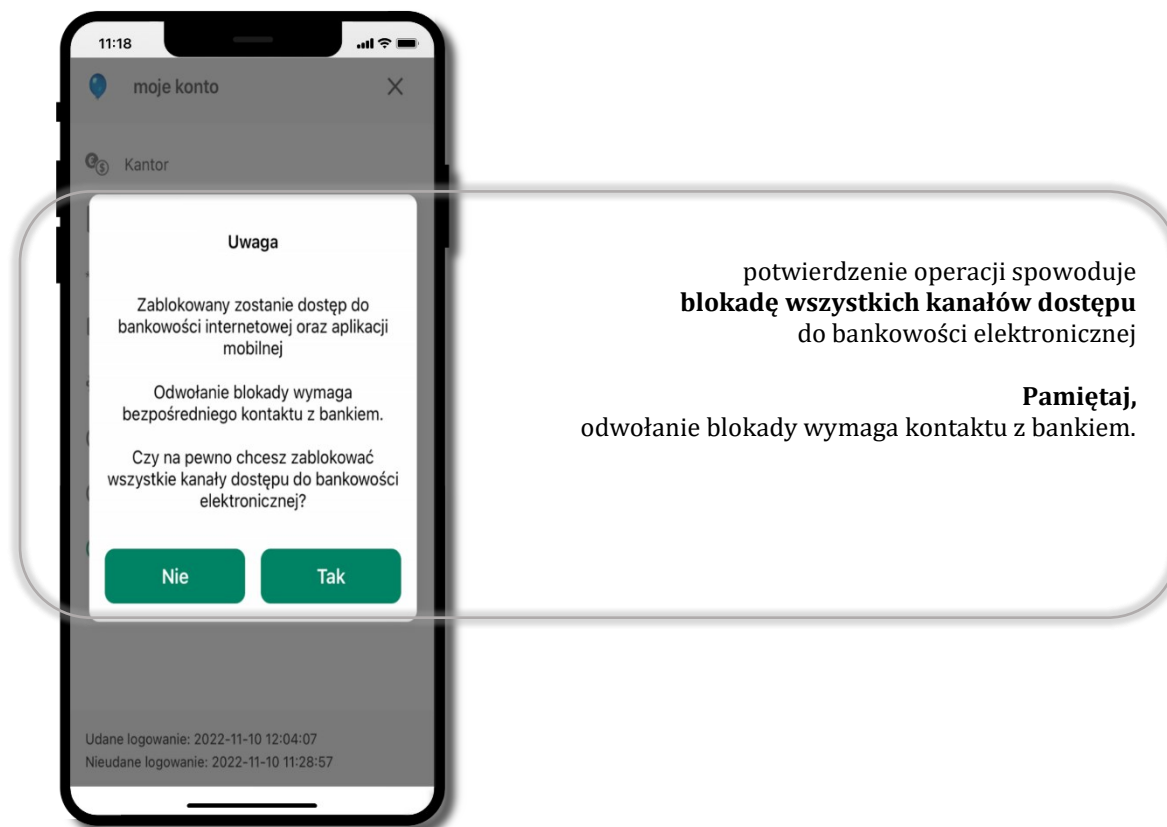 11:18
moje konto
Kantor
Uwaga
Zablokowany zostanie dostęp do
bankowości internetowej oraz aplikacji
mobilnej
Odwołanie blokady wymaga
bezpośredniego kontaktu z bankiem.
Czy na pewno chcesz zablokować
wszystkie kanały dostępu do bankowości
elektronicznej?
Nie
Tak
Udane logowanie: 2022-11-10 12:04:07
Nieudane logowanie: 2022-11-10 11:28:57
potwierdzenie operacji spowoduje
blokadę wszystkich kanałów dostępu
do bankowości elektronicznej
Pamiętaj,
odwołanie blokady wymaga kontaktu z bankiem.